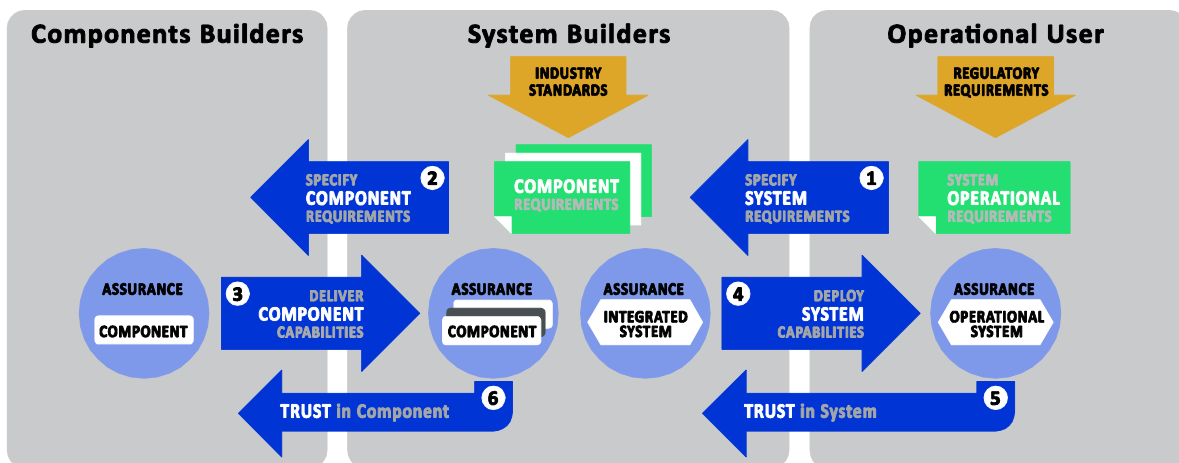 Components Builders
System Builders
Operational User
INDUSTRY
STANDARDS
REGULATORY
REQUIREMENTS
SPECIFY
COMPONENT
REQUIREMENTS
2
COMPONENT
REQUIREMENTS
SPECIFY
SYSTEM
REQUIREMENTS
1
SYSTEM
OPERATIONAL
REQUIREMENTS
ASSURANCE
COMPONENT
3
DELIVER
COMPONENT
CAPABILITIES
ASSURANCE
COMPONENT
ASSURANCE
INTEGRATED
SYSTEM
4
DEPLOY
SYSTEM
CAPABILITIES
ASSURANCE
OPERATIONAL
SYSTEM
TRUST in Component
6
TRUST in System
5